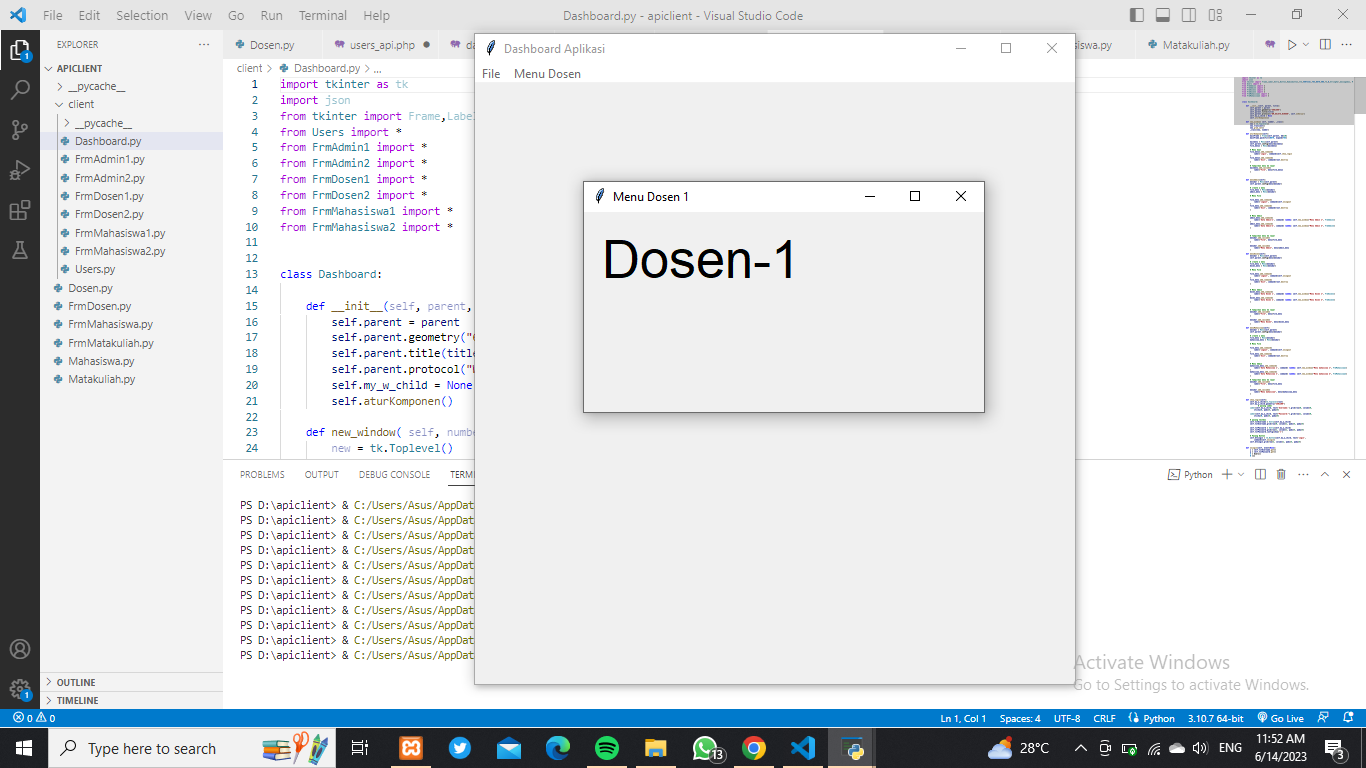 File Edit Selection View Go Run Terminal Help
Dashboard.py - apiclient - Visual Studio Code
EXPLORER
Dosen.py
users_api.php
Matakuliah.py
APICLIENT
__pycache__
client
__pycache__
Dashboard.py
FrmAdmin1.py
FrmAdmin2.py
FrmDosen1.py
FrmDosen2.py
FrmMahasiswa1.py
FrmMahasiswa2.py
Users.py
Dosen.py
FrmDosen.py
FrmMahasiswa.py
FrmMatakuliah.py
Mahasiswa.py
Matakuliah.py
OUTLINE
TIMELINE
client > Dashboard.py > ...
1 import tkinter as tk
2 import json
3 from tkinter import Frame,Labe
4 from Users import *
5 from FrmAdmin1 import *
6 from FrmAdmin2 import *
7 from FrmDosen1 import *
8 from FrmDosen2 import *
9 from FrmMahasiswa1 import *
10 from FrmMahasiswa2 import *
11
12
13 class Dashboard:
14
15 def __init__(self, parent,
16 self.parent = parent
17 self.parent.geometry("
18 self.parent.title(titl
19 self.parent.protocol("
20 self.my_w_child = None
21 self.aturKomponen()
22
23 def new_window( self, numbe
24 new = tk.Toplevel()
Dashboard Aplikasi
File Menu Dosen
Menu Dosen 1
Dosen-1
PROBLEMS OUTPUT DEBUG CONSOLE TERM
Python
PS D:\apiclient> & C:/Users/Asus/AppDat
PS D:\apiclient> & C:/Users/Asus/AppDat
PS D:\apiclient> & C:/Users/Asus/AppDat
PS D:\apiclient> & C:/Users/Asus/AppDat
PS D:\apiclient> & C:/Users/Asus/AppDat
PS D:\apiclient> & C:/Users/Asus/AppDat
PS D:\apiclient> & C:/Users/Asus/AppDat
PS D:\apiclient> & C:/Users/Asus/AppDat
PS D:\apiclient> & C:/Users/Asus/AppDat
PS D:\apiclient> & C:/Users/Asus/AppDat
PS D:\apiclient> & C:/Users/Asus/AppDat
Activate Windows
Go to Settings to activate Windows.
0 0 Ln 1, Col 1 Spaces: 4 UTF-8 CRLF Python 3.10.7 64-bit Go Live
Type here to search
13
28°C
ENG
11:52 AM
6/14/2023
3